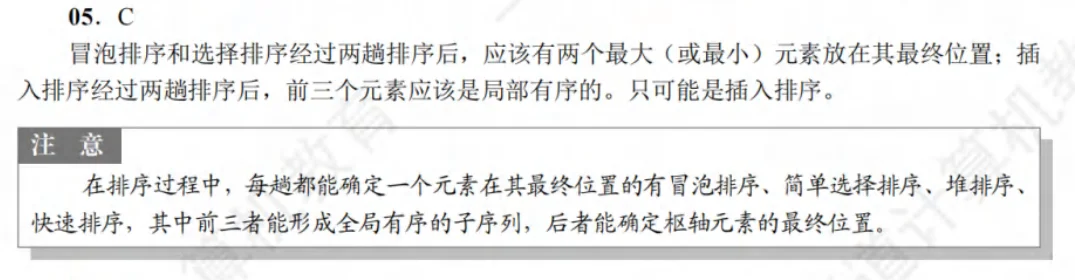 05. C
冒泡排序和选择排序经过两趟排序后，应该有两个最大（或最小）元素放在其最终位置；插
入排序经过两趟排序后，前三个元素应该是局部有序的。只可能是插入排序。
注 意
在排序过程中，每趟都能确定一个元素在其最终位置的有冒泡排序、简单选择排序、堆排序、
快速排序，其中前三者能形成全局有序的子序列，后者能确定枢轴元素的最终位置。